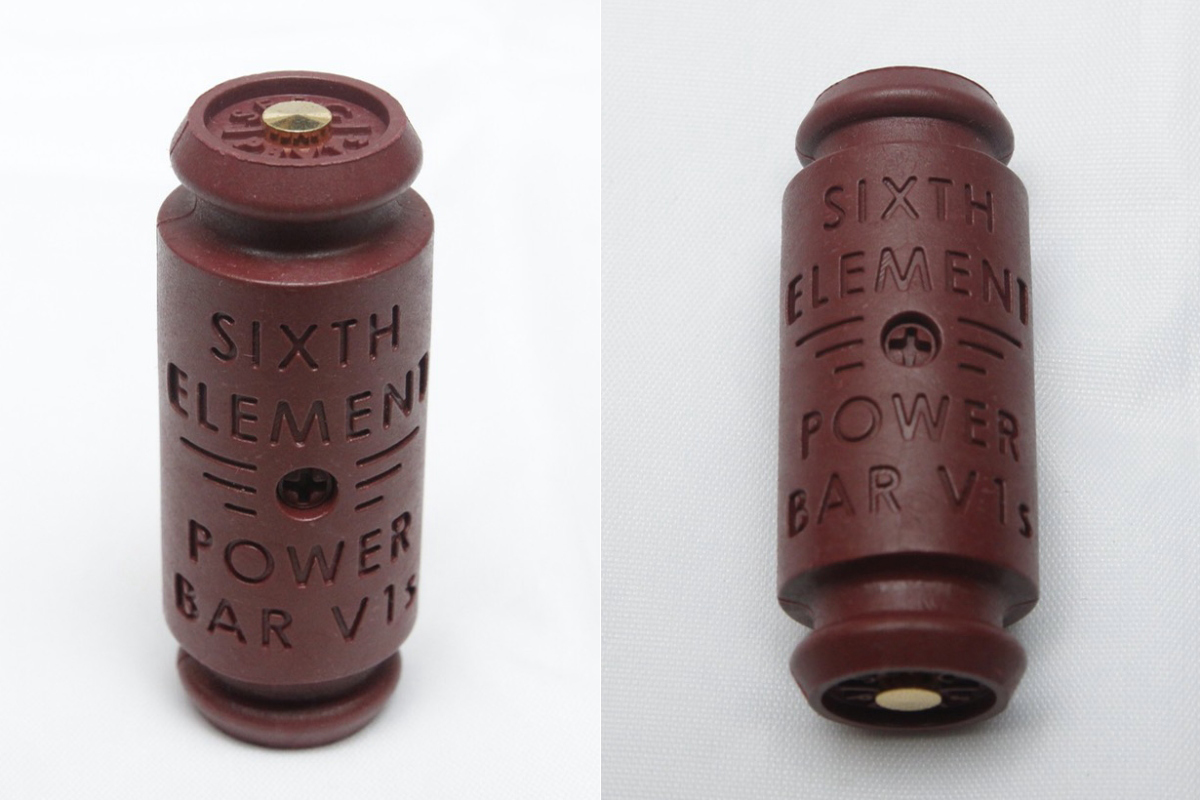 SIXTH
ELEMENT
POWER
BAR V1s
SIXTH
ELEMENT
POWER
BAR V1s